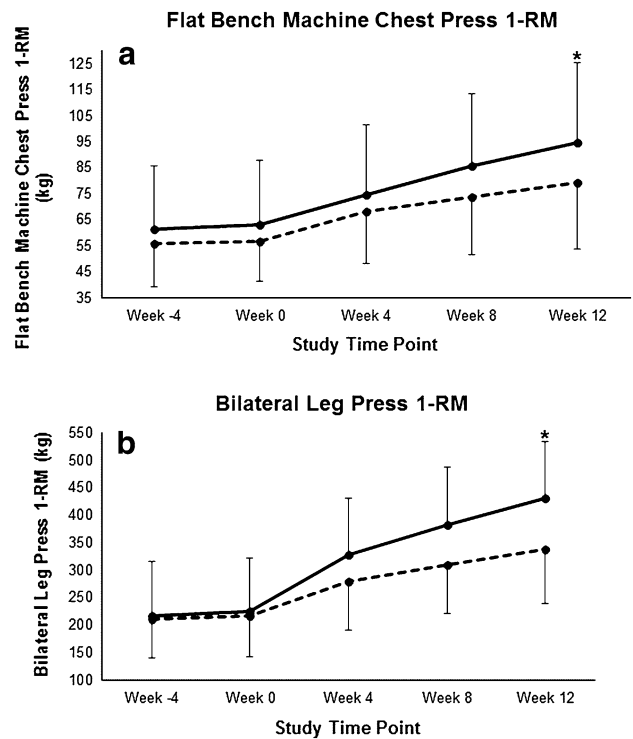 Flat Bench Machine Chest Press 1-RM
a
Flat Bench Machine Chest Press 1-RM
(kg)
125
115
105
95
85
75
65
55
45
35
*
Week -4 Week 0 Week 4 Week 8 Week 12
Study Time Point
Bilateral Leg Press 1-RM
b
Bilateral Leg Press 1-RM (kg)
550
500
450
400
350
300
250
200
150
100
*
Week -4 Week 0 Week 4 Week 8 Week 12
Study Time Point